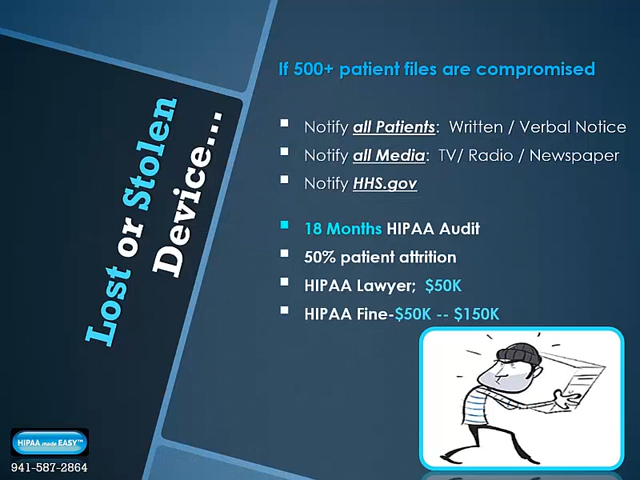 Lost or Stolen
Device...
If 500+ patient files are compromised
Notify all Patients: Written / Verbal Notice
Notify all Media: TV/ Radio / Newspaper
Notify HHS.gov
18 Months HIPAA Audit
50% patient attrition
HIPAA Lawyer; $50K
HIPAA Fine-$50K -- $150K
HIPAA made EASY™
941-587-2864